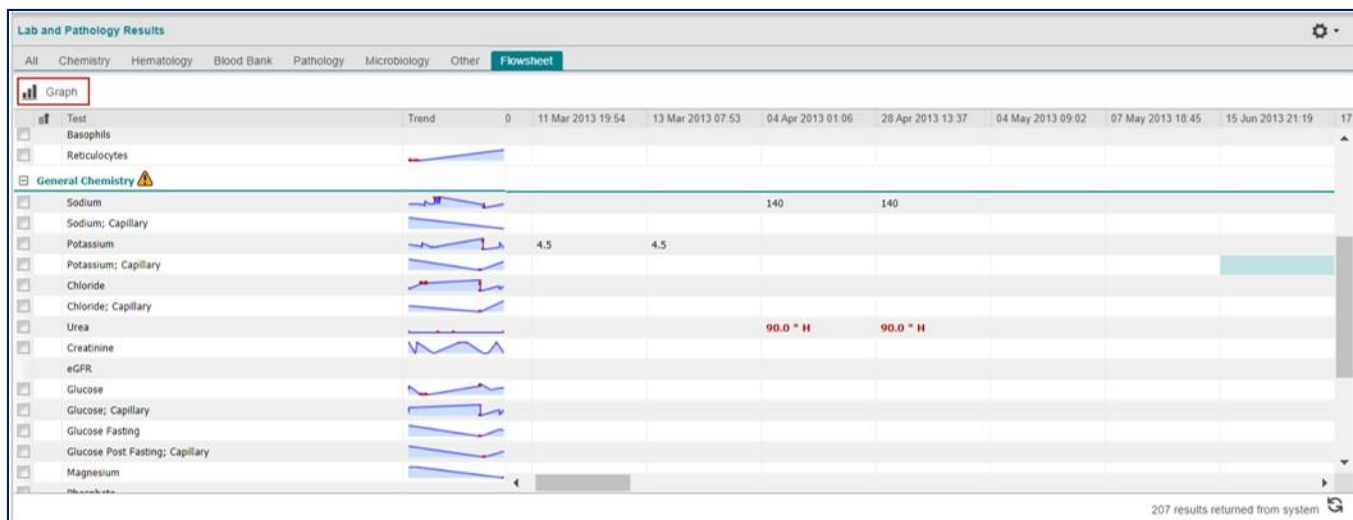 Lab and Pathology Results
All Chemistry Hematology Blood Bank Pathology Microbiology Other Flowsheet
Graph
Test Trend 0 11 Mar 2013 19:54 13 Mar 2013 07:53 04 Apr 2013 01:06 28 Apr 2013 13:37 04 May 2013 09:02 07 May 2013 18:45 15 Jun 2013 21:19 17
Basophils
Reticulocytes
General Chemistry
Sodium 140 140
Sodium; Capillary
Potassium 4.5 4.5
Potassium; Capillary
Chloride
Chloride; Capillary
Urea 90.0 * H 90.0 * H
Creatinine
eGFR
Glucose
Glucose; Capillary
Glucose Fasting
Glucose Post Fasting; Capillary
Magnesium
207 results returned from system